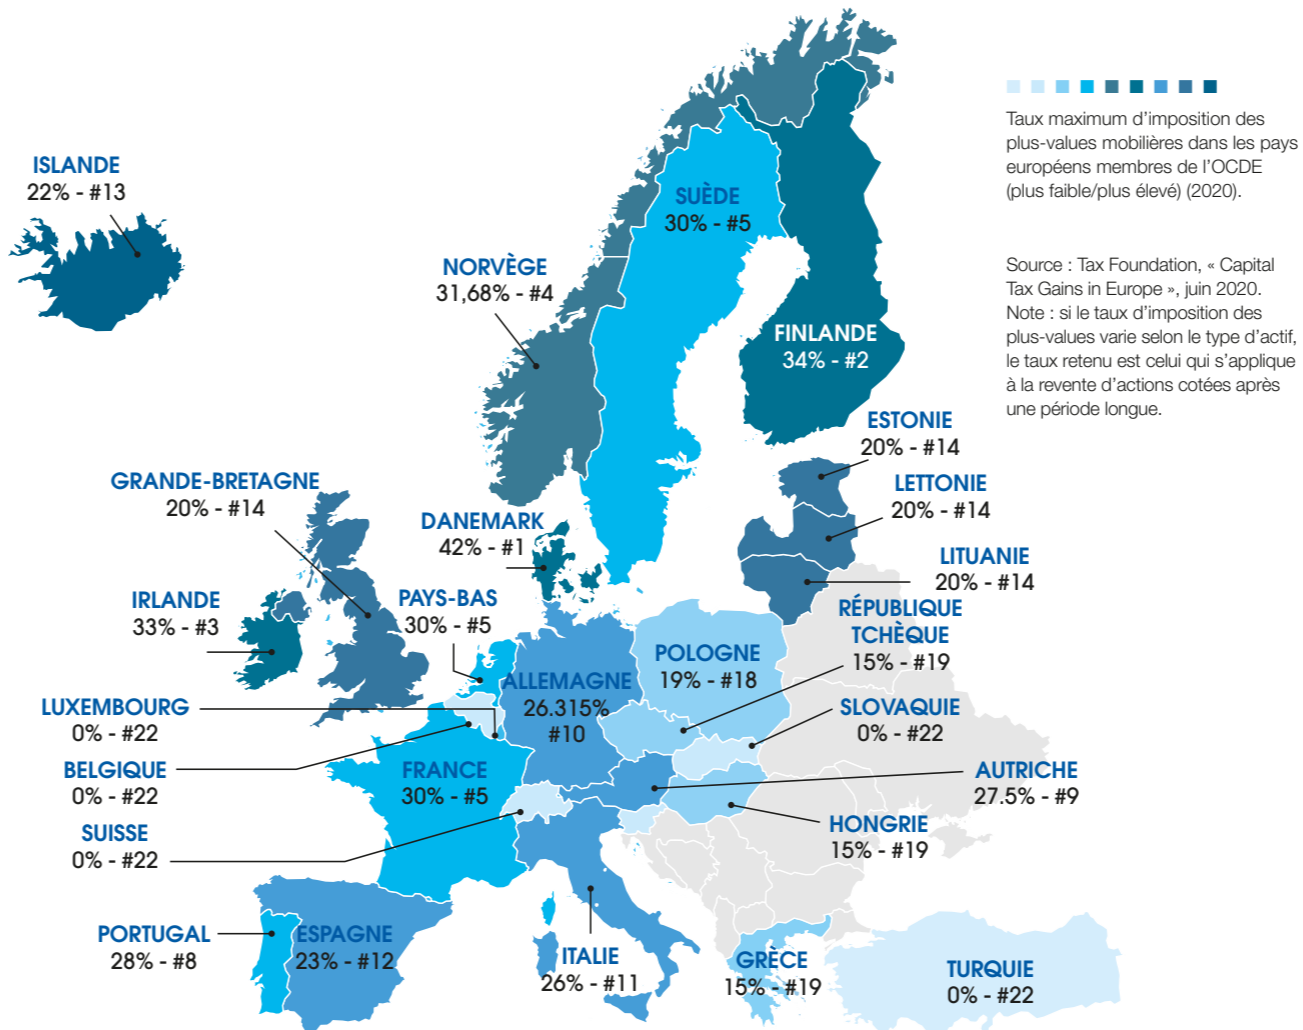 Taux maximum d’imposition des
plus-values mobilières dans les pays
européens membres de l’OCDE
(plus faible/plus élevé) (2020).
Source : Tax Foundation, « Capital
Tax Gains in Europe », juin 2020.
Note : si le taux d’imposition des
plus-values varie selon le type d’actif,
le taux retenu est celui qui s’applique
à la revente d’actions cotées après
une période longue.
ISLANDE
22% - #13
SUÈDE
30% - #5
NORVÈGE
31,68% - #4
FINLANDE
34% - #2
ESTONIE
20% - #14
GRANDE-BRETAGNE
20% - #14
LETTONIE
20% - #14
DANEMARK
42% - #1
LITUANIE
20% - #14
IRLANDE
33% - #3
PAYS-BAS
30% - #5
RÉPUBLIQUE
TCHÈQUE
15% - #19
POLOGNE
19% - #18
ALLEMAGNE
26.315%
#10
LUXEMBOURG
0% - #22
SLOVAQUIE
0% - #22
BELGIQUE
0% - #22
FRANCE
30% - #5
AUTRICHE
27.5% - #9
SUISSE
0% - #22
HONGRIE
15% - #19
PORTUGAL
28% - #8
ESPAGNE
23% - #12
ITALIE
26% - #11
GRÈCE
15% - #19
TURQUIE
0% - #22